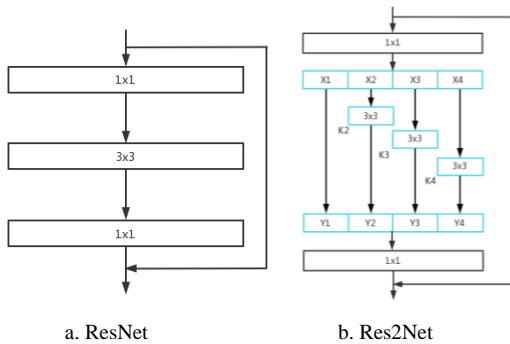 1x1
3x3
1x1
a. ResNet
1x1
X1 X2 X3 X4
3x3
K2
3x3
K3
3x3
K4
Y1 Y2 Y3 Y4
1x1
b. Res2Net